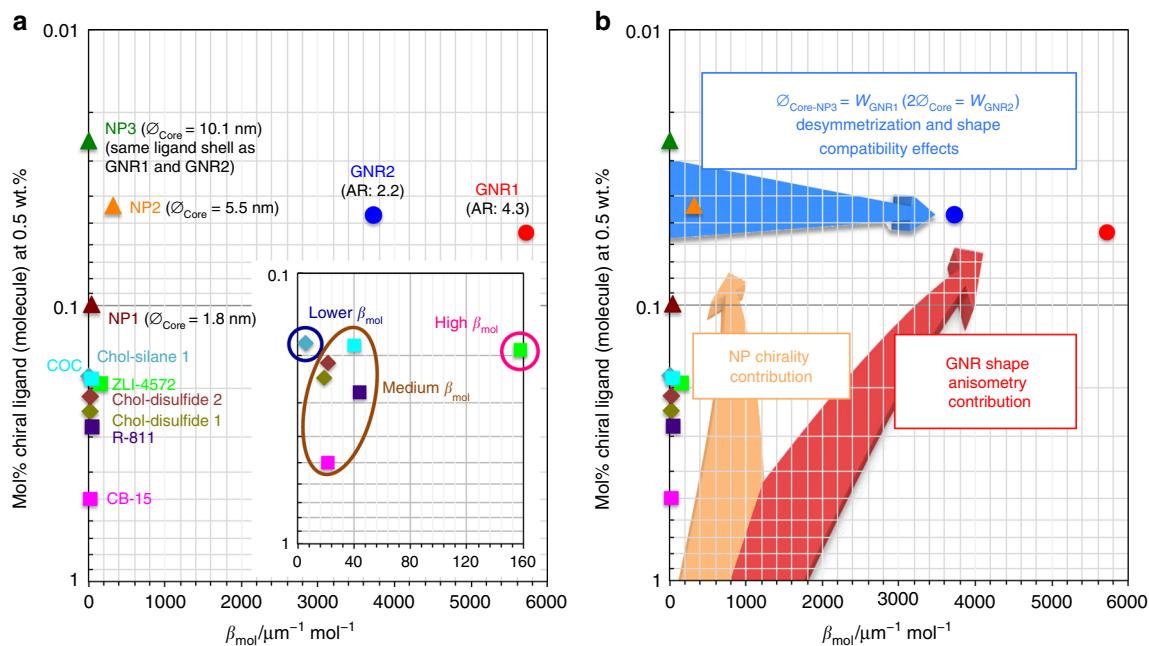 a
0.01
0.1
1
Mol% chiral ligand (molecule) at 0.5 wt.%
NP3 (∅Core = 10.1 nm)
(same ligand shell as
GNR1 and GNR2)
NP2 (∅Core = 5.5 nm)
GNR2
(AR: 2.2)
GNR1
(AR: 4.3)
NP1 (∅Core = 1.8 nm)
Chol-silane 1
COC
ZLI-4572
Chol-disulfide 2
Chol-disulfide 1
R-811
CB-15
0.1
Lower βmol
High βmol
Medium βmol
1
0 40 80 120 160
0 1000 2000 3000 4000 5000 6000
βmol/μm−1 mol−1
b
0.01
0.1
1
Mol% chiral ligand (molecule) at 0.5 wt.%
∅Core-NP3 = WGNR1 (2∅Core = WGNR2)
desymmetrization and shape
compatibility effects
NP chirality
contribution
GNR shape
anisometry
contribution
0 1000 2000 3000 4000 5000 6000
βmol/μm−1 mol−1